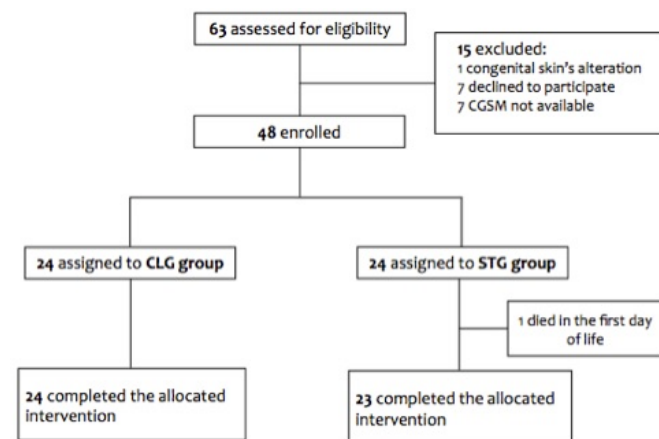 63 assessed for eligibility
15 excluded:
1 congenital skin's alteration
7 declined to participate
7 CGSM not available
48 enrolled
24 assigned to CLG group
24 assigned to STG group
1 died in the first day
of life
24 completed the allocated
intervention
23 completed the allocated
intervention